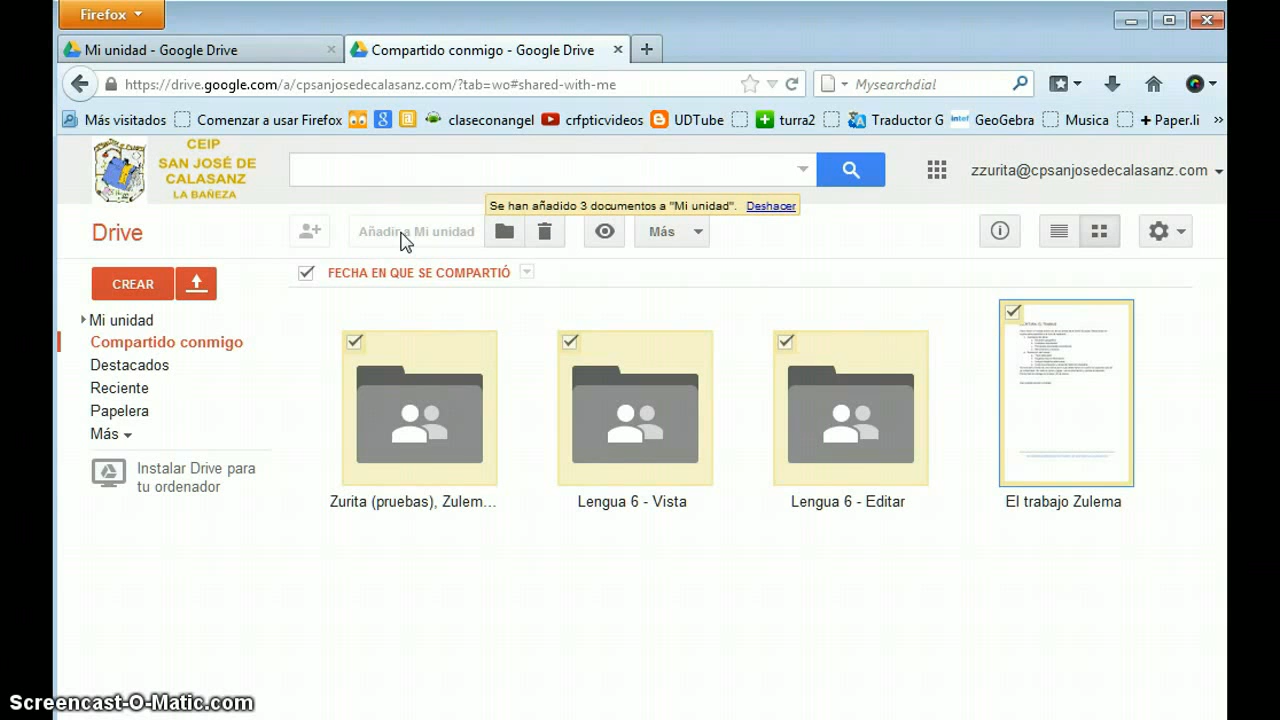 Firefox
Mi unidad - Google Drive
Compartido conmigo - Google Drive
https://drive.google.com/a/cpsanjosedecalasanz.com/?tab=wo#shared-with-me
Mysearchdial
Más visitados
Comenzar a usar Firefox
claseconangel
crfpticvideos
UDTube
turra2
Traductor G
intef
GeoGebra
Musica
+ Paper.li
»
CEIP
SAN JOSÉ DE
CALASANZ
LA BAÑEZA
zzurita@cpsanjosedecalasanz.com
Se han añadido 3 documentos a "Mi unidad". Deshacer
Drive
Añadir a Mi unidad
Más
CREAR
FECHA EN QUE SE COMPARTIÓ
Mi unidad
Compartido conmigo
Destacados
Reciente
Papelera
Más
Instalar Drive para
tu ordenador
Zurita (pruebas), Zulem...
Lengua 6 - Vista
Lengua 6 - Editar
El trabajo Zulema
Screencast-O-Matic.com